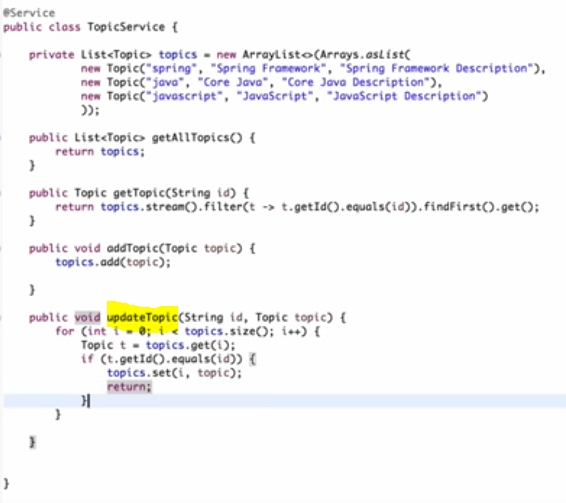 @Service
public class TopicService {
private List<Topic> topics = new ArrayList<>(Arrays.asList(
new Topic("spring", "Spring Framework", "Spring Framework Description"),
new Topic("java", "Core Java", "Core Java Description"),
new Topic("javascript", "JavaScript", "JavaScript Description")
));
public List<Topic> getAllTopics() {
return topics;
}
public Topic getTopic(String id) {
return topics.stream().filter(t -> t.getId().equals(id)).findFirst().get();
}
public void addTopic(Topic topic) {
topics.add(topic);
}
public void updateTopic(String id, Topic topic) {
for (int i = 0; i < topics.size(); i++) {
Topic t = topics.get(i);
if (t.getId().equals(id)) {
topics.set(i, topic);
return;
}
}
}
}